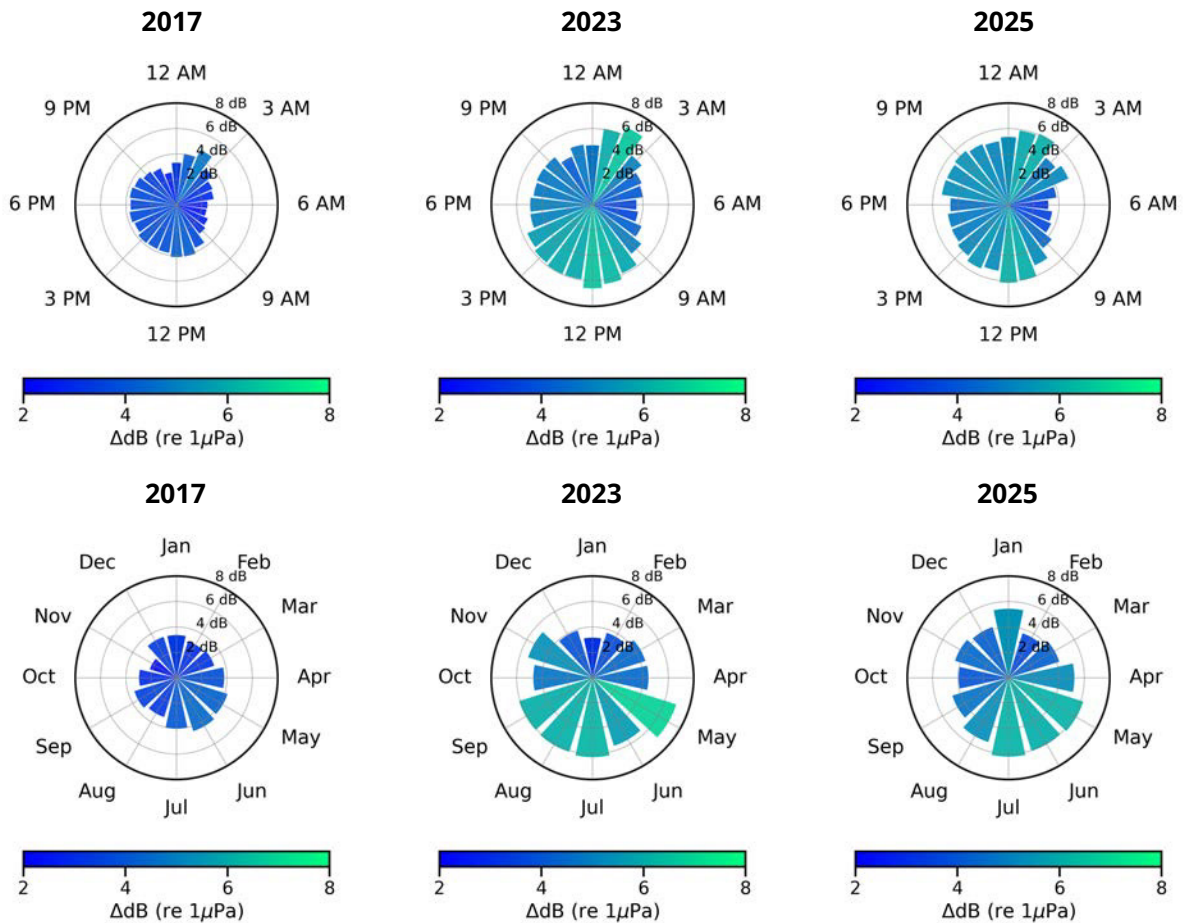 2017 2023 2025
12 AM 12 AM 12 AM
9 PM 8 dB 3 AM 9 PM 8 dB 3 AM 9 PM 8 dB 3 AM
6 dB 6 dB 6 dB
4 dB 4 dB 4 dB
2 dB 2 dB 2 dB
6 PM 6 AM 6 PM 6 AM 6 PM 6 AM
3 PM 9 AM 3 PM 9 AM 3 PM 9 AM
12 PM 12 PM 12 PM
2 4 6 8 2 4 6 8 2 4 6 8
ΔdB (re 1μPa) ΔdB (re 1μPa) ΔdB (re 1μPa)
2017 2023 2025
Jan Jan Jan
Dec Feb Dec Feb Dec Feb
8 dB 8 dB 8 dB
Nov 6 dB Mar Nov 6 dB Mar Nov 6 dB Mar
4 dB 4 dB 4 dB
2 dB 2 dB 2 dB
Oct Apr Oct Apr Oct Apr
Sep May Sep May Sep May
Aug Jun Aug Jun Aug Jun
Jul Jul Jul
2 4 6 8 2 4 6 8 2 4 6 8
ΔdB (re 1μPa) ΔdB (re 1μPa) ΔdB (re 1μPa)